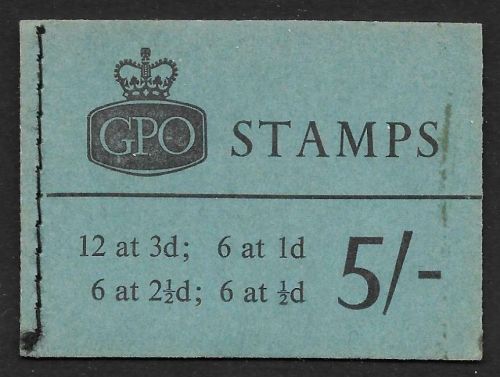 GPO
STAMPS
12 at 3d; 6 at 1d
6 at 2½d; 6 at ½d
5/-